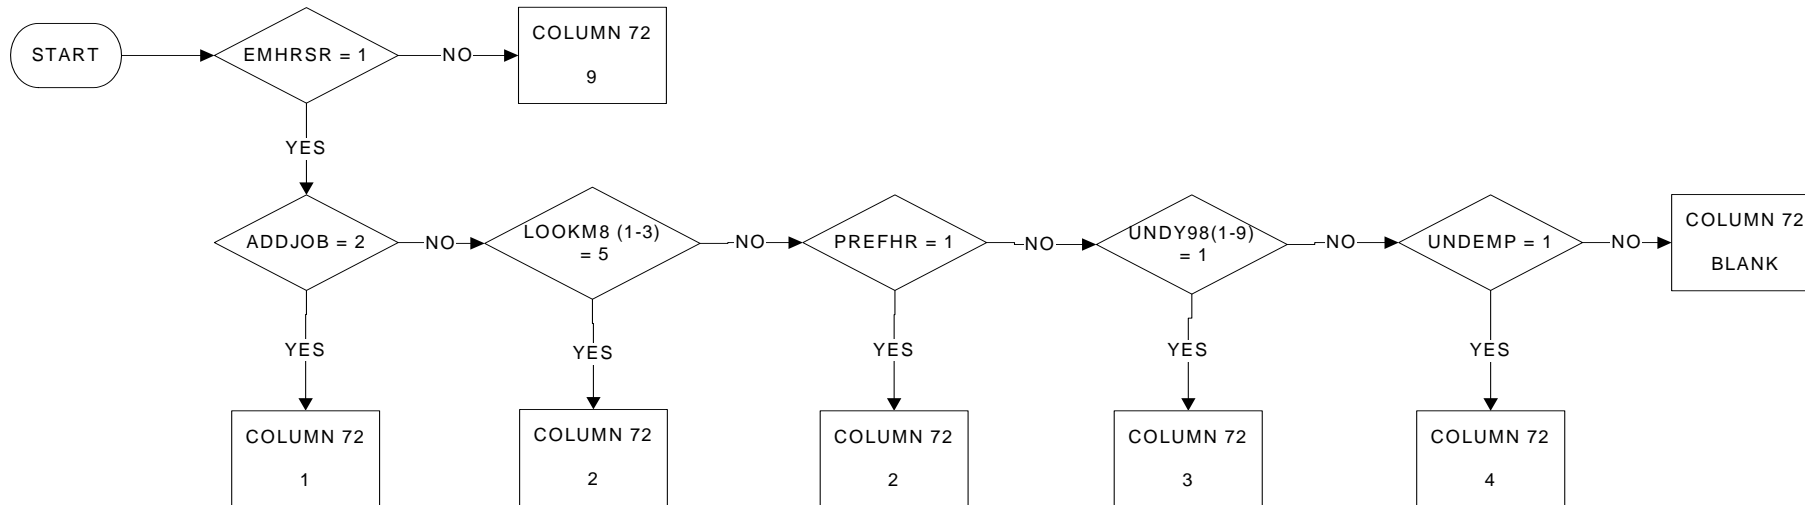 START
EMHRSR = 1
NO
COLUMN 72
9
YES
ADDJOB = 2
NO
LOOKM8 (1-3)
= 5
NO
PREFHR = 1
NO
UNDY98(1-9)
= 1
NO
UNDEMP = 1
NO
COLUMN 72
BLANK
YES
YES
YES
YES
YES
COLUMN 72
1
COLUMN 72
2
COLUMN 72
2
COLUMN 72
3
COLUMN 72
4